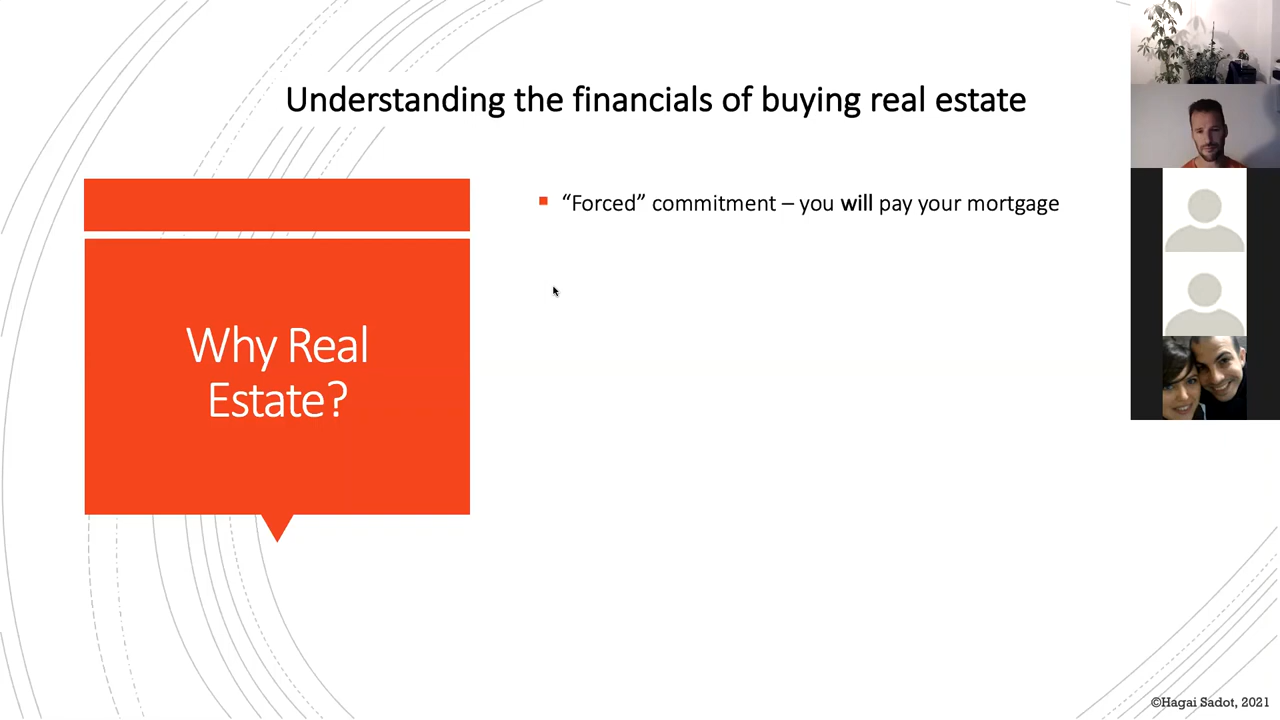 Understanding the financials of buying real estate
“Forced” commitment – you will pay your mortgage
Why Real
Estate?
©Hagai Sadot, 2021